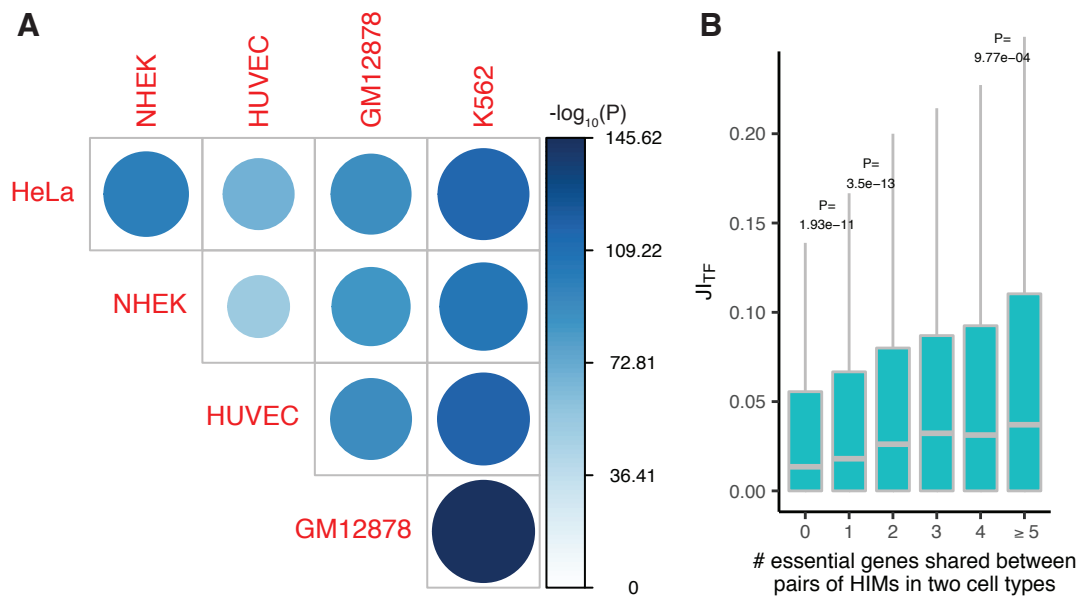 A
NHEK
HUVEC
GM12878
K562
HeLa
NHEK
HUVEC
GM12878
-log10(P)
145.62
109.22
72.81
36.41
0
B
P=
9.77e−04
P=
3.5e−13
P=
1.93e−11
JITF
0.20
0.15
0.10
0.05
0.00
0 1 2 3 4 ≥ 5
# essential genes shared between
pairs of HIMs in two cell types